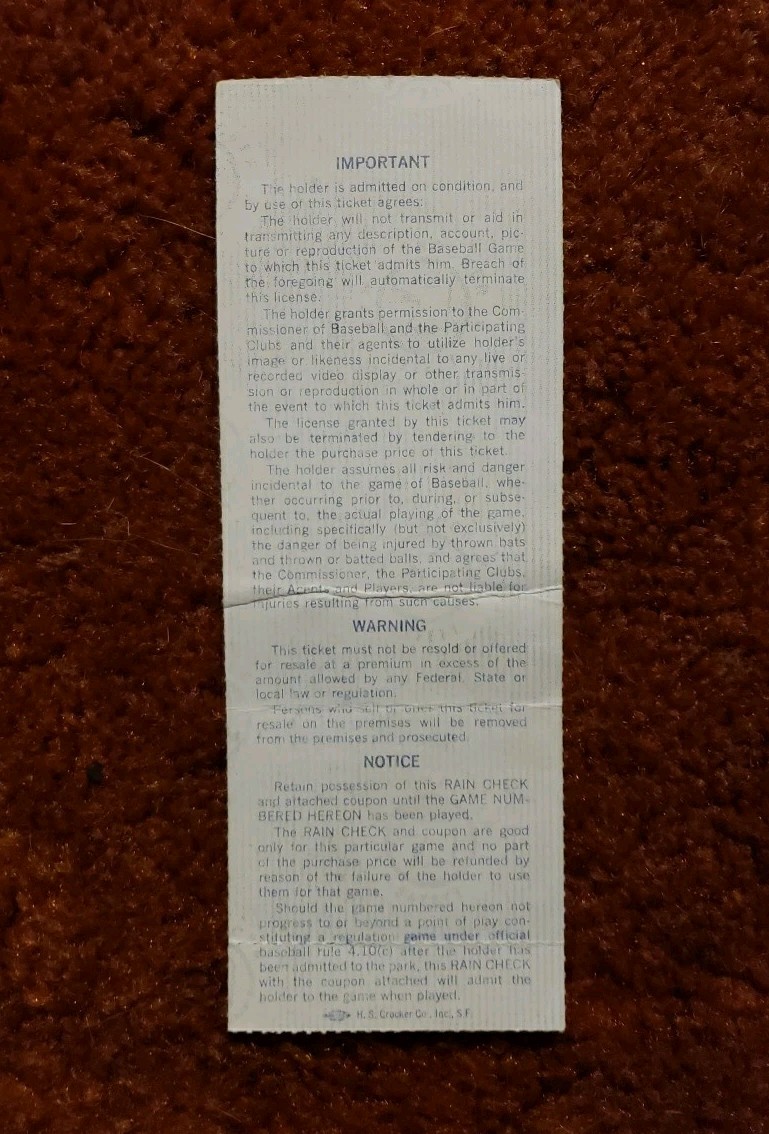 IMPORTANT
The holder is admitted on condition, and
by use of this ticket agrees:
The holder will not transmit or aid in
transmitting any description, account, pic-
ture or reproduction of the Baseball Game
to which this ticket admits him. Breach of
the foregoing will automatically terminate
this license.
The holder grants permission to the Com-
missioner of Baseball and the Participating
Clubs and their agents to utilize holder's
image or likeness incidental to any live or
recorded video display or other transmis-
sion or reproduction in whole or in part of
the event to which this ticket admits him.
The license granted by this ticket may
also be terminated by tendering to the
holder the purchase price of this ticket.
The holder assumes all risk and danger
incidental to the game of Baseball, whe-
ther occurring prior to, during, or subse-
quent to, the actual playing of the game,
including specifically (but not exclusively)
the danger of being injured by thrown bats
and thrown or batted balls, and agrees that
the Commissioner, the Participating Clubs,
their Agents and Players, are not liable for
injuries resulting from such causes.
WARNING
This ticket must not be resold or offered
for resale at a premium in excess of the
amount allowed by any Federal, State or
local law or regulation.
Persons who sell or offer this ticket for
resale on the premises will be removed
from the premises and prosecuted.
NOTICE
Retain possession of this RAIN CHECK
and attached coupon until the GAME NUM-
BERED HEREON has been played.
The RAIN CHECK and coupon are good
only for this particular game and no part
of the purchase price will be refunded by
reason of the failure of the holder to use
them for that game.
Should the game numbered hereon not
progress to or beyond a point of play con-
stituting a regulation game under official
baseball rule 4.10(c) after the holder has
been admitted to the park, this RAIN CHECK
with the coupon attached will admit the
holder to the game when played.
H. S. Crocker Co., Inc., S.F.